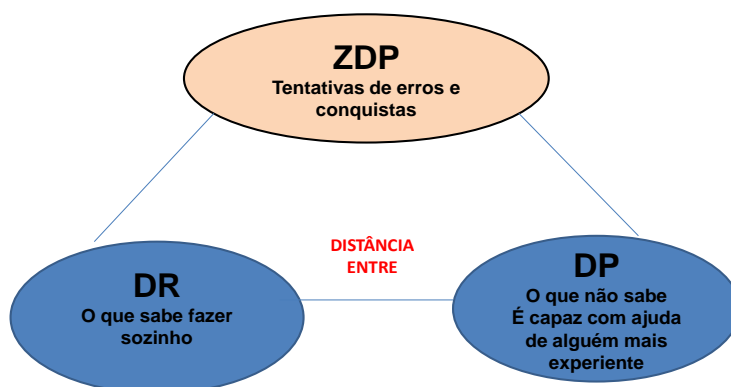 ZDP
Tentativas de erros e
conquistas
DISTÂNCIA
ENTRE
DR
O que sabe fazer
sozinho
DP
O que não sabe
É capaz com ajuda
de alguém mais
experiente